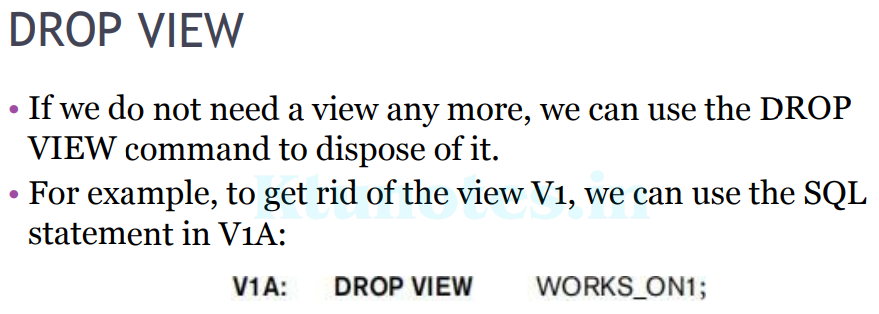 DROP VIEW
• If we do not need a view any more, we can use the DROP
VIEW command to dispose of it.
• For example, to get rid of the view V1, we can use the SQL
statement in V1A:
Ktunotes.in
V1A: DROP VIEW WORKS_ON1;